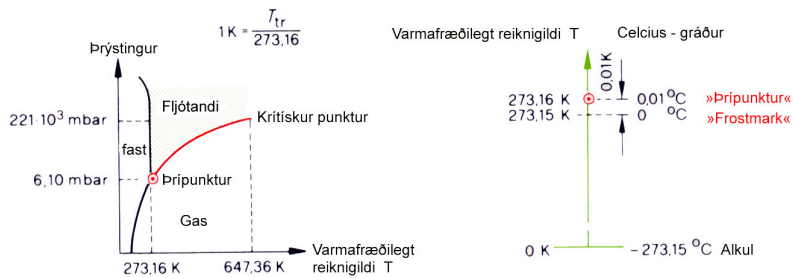 1 K = T_tr / 273,16
Þrýstingur
Fljótandi
221·10³ mbar
Krítískur punktur
fast
6,10 mbar
Þrípunktur
Gas
273,16 K
647,36 K
Varmafræðilegt
reiknigildi T
Varmafræðilegt reiknigildi T
Celcius - gráður
0,01K
273,16 K
0,01 °C
»Þrípunktur«
273,15 K
0 °C
»Frostmark«
0 K
-273,15 °C Alkul